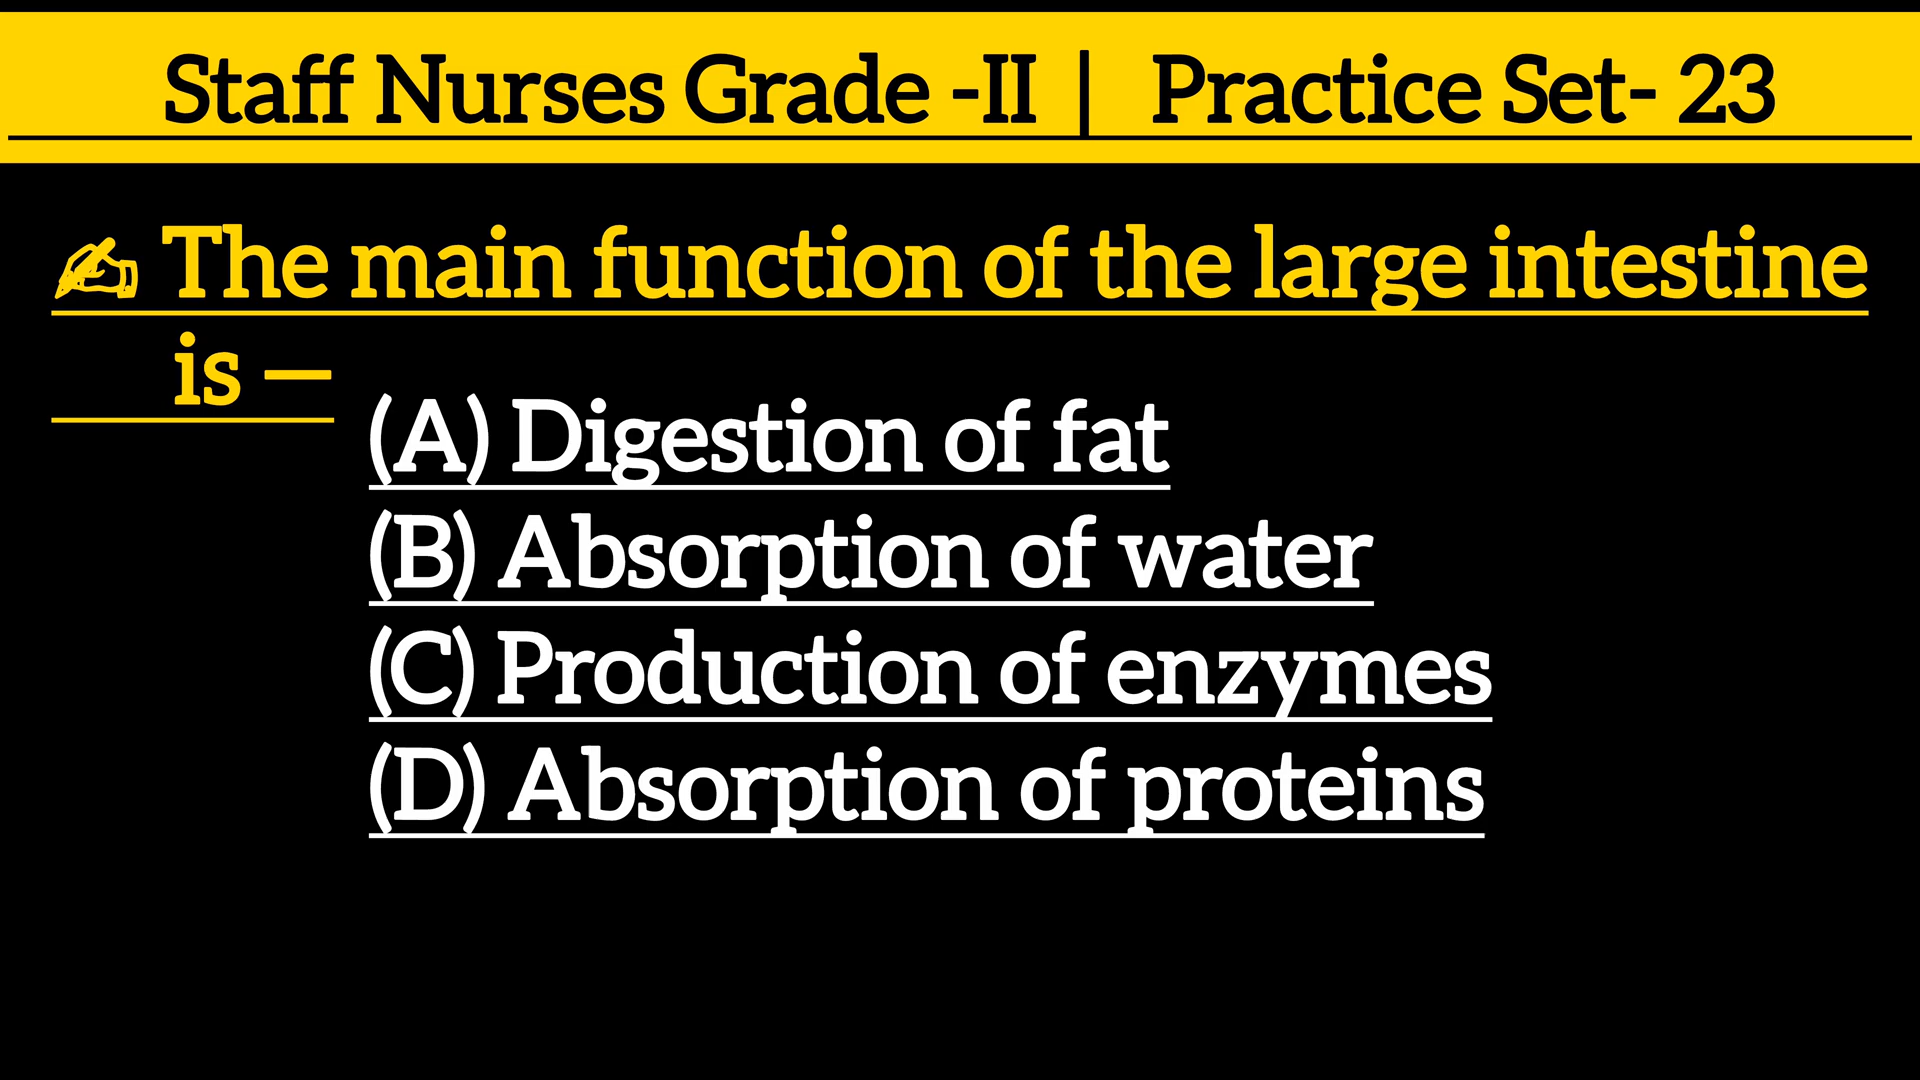 Staff Nurses Grade -II | Practice Set- 23
✍ The main function of the large intestine
is —
(A) Digestion of fat
(B) Absorption of water
(C) Production of enzymes
(D) Absorption of proteins